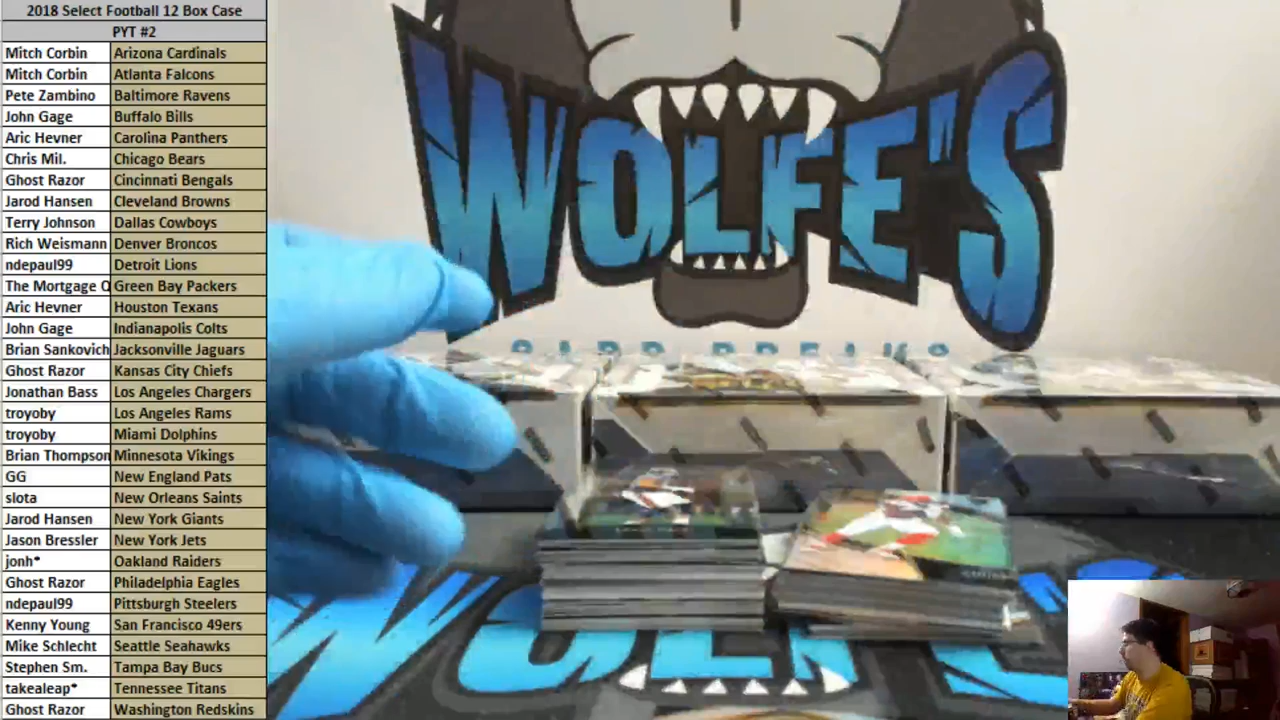 2018 Select Football 12 Box Case
PYT #2
Mitch Corbin Arizona Cardinals
Mitch Corbin Atlanta Falcons
Pete Zambino Baltimore Ravens
John Gage Buffalo Bills
Aric Hevner Carolina Panthers
Chris Mil. Chicago Bears
Ghost Razor Cincinnati Bengals
Jarod Hansen Cleveland Browns
Terry Johnson Dallas Cowboys
Rich Weismann Denver Broncos
ndepaul99 Detroit Lions
The Mortgage Q Green Bay Packers
Aric Hevner Houston Texans
John Gage Indianapolis Colts
Brian Sankovich Jacksonville Jaguars
Ghost Razor Kansas City Chiefs
Jonathan Bass Los Angeles Chargers
troyoby Los Angeles Rams
troyoby Miami Dolphins
Brian Thompson Minnesota Vikings
GG New England Pats
slota New Orleans Saints
Jarod Hansen New York Giants
Jason Bressler New York Jets
jonh* Oakland Raiders
Ghost Razor Philadelphia Eagles
ndepaul99 Pittsburgh Steelers
Kenny Young San Francisco 49ers
Mike Schlecht Seattle Seahawks
Stephen Sm. Tampa Bay Bucs
takealeap* Tennessee Titans
Ghost Razor Washington Redskins
WOLFE'S
CARD BREAKS